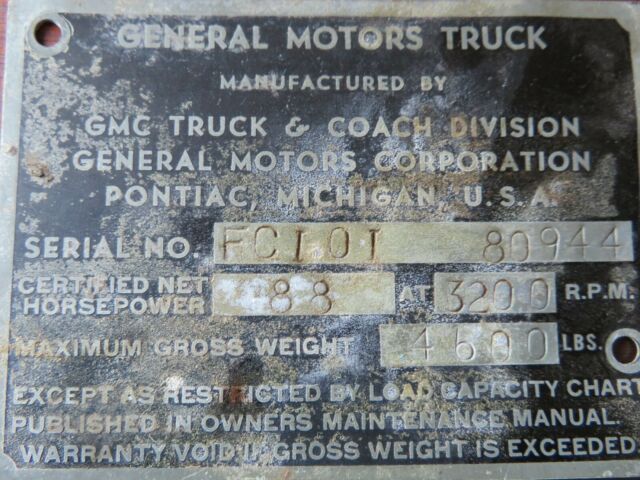 GENERAL MOTORS TRUCK
MANUFACTURED BY
GMC TRUCK & COACH DIVISION
GENERAL MOTORS CORPORATION
PONTIAC, MICHIGAN, U.S.A.
SERIAL NO. FC101 80944
CERTIFIED NET HORSEPOWER 88 AT 3200 R.P.M.
MAXIMUM GROSS WEIGHT 4600 LBS.
EXCEPT AS RESTRICTED BY LOAD CAPACITY CHART
PUBLISHED IN OWNERS MAINTENANCE MANUAL.
WARRANTY VOID IF GROSS WEIGHT IS EXCEEDED